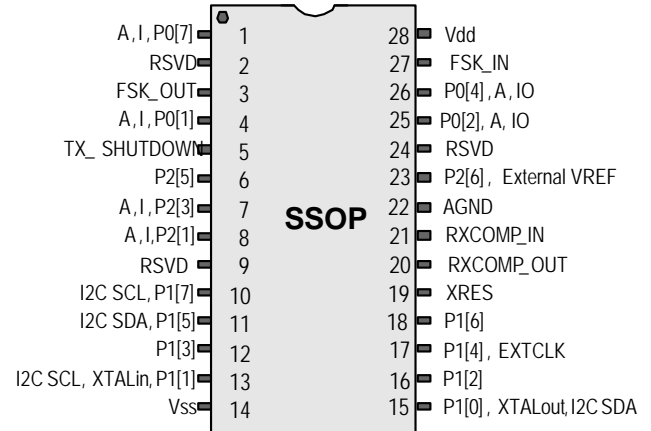 A,I,P0[7] 1 28 Vdd
RSVD 2 27 FSK_IN
FSK_OUT 3 26 P0[4],A,IO
A,I,P0[1] 4 25 P0[2],A,IO
TX_ SHUTDOWN 5 24 RSVD
P2[5] 6 23 P2[6], External VREF
A,I,P2[3] 7 SSOP 22 AGND
A,I,P2[1] 8 21 RXCOMP_IN
RSVD 9 20 RXCOMP_OUT
I2C SCL,P1[7] 10 19 XRES
I2C SDA,P1[5] 11 18 P1[6]
P1[3] 12 17 P1[4], EXTCLK
I2C SCL, XTALin,P1[1] 13 16 P1[2]
Vss 14 15 P1[0], XTALout,I2C SDA